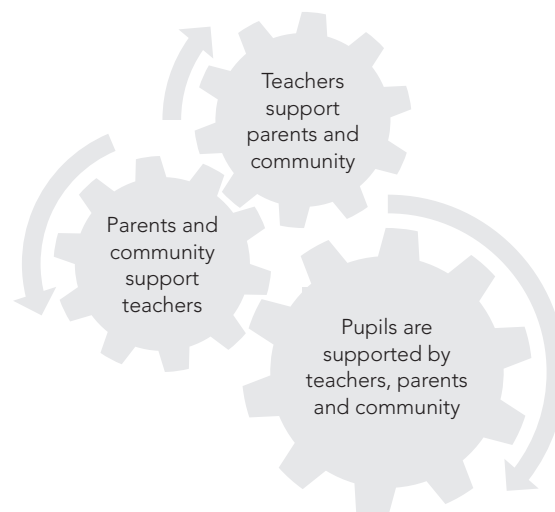 Teachers
support
parents and
community
Parents and
community
support
teachers
Pupils are
supported by
teachers, parents
and community